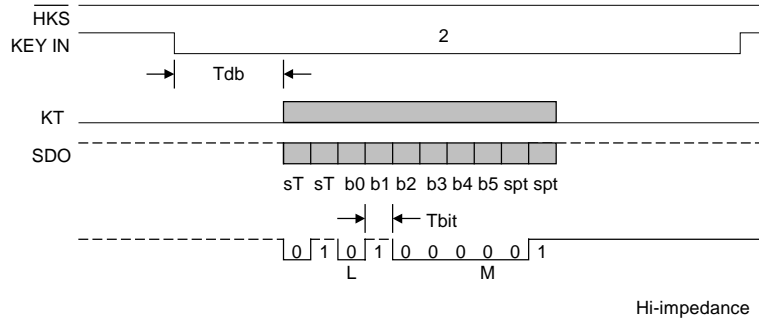 HKS
KEY IN
2
Tdb
KT
SDO
sT sT b0 b1 b2 b3 b4 b5 spt spt
Tbit
0 1 0 1 0 0 0 0 0 1
L M
Hi-impedance